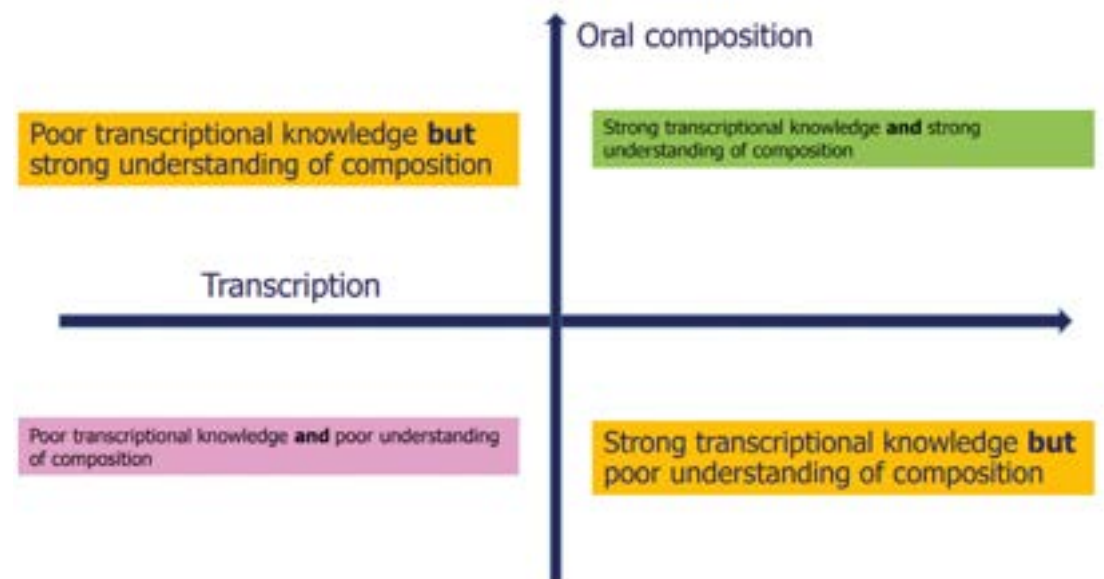 Oral composition
Poor transcriptional knowledge but
strong understanding of composition
Strong transcriptional knowledge and strong
understanding of composition
Transcription
Poor transcriptional knowledge and poor understanding
of composition
Strong transcriptional knowledge but
poor understanding of composition